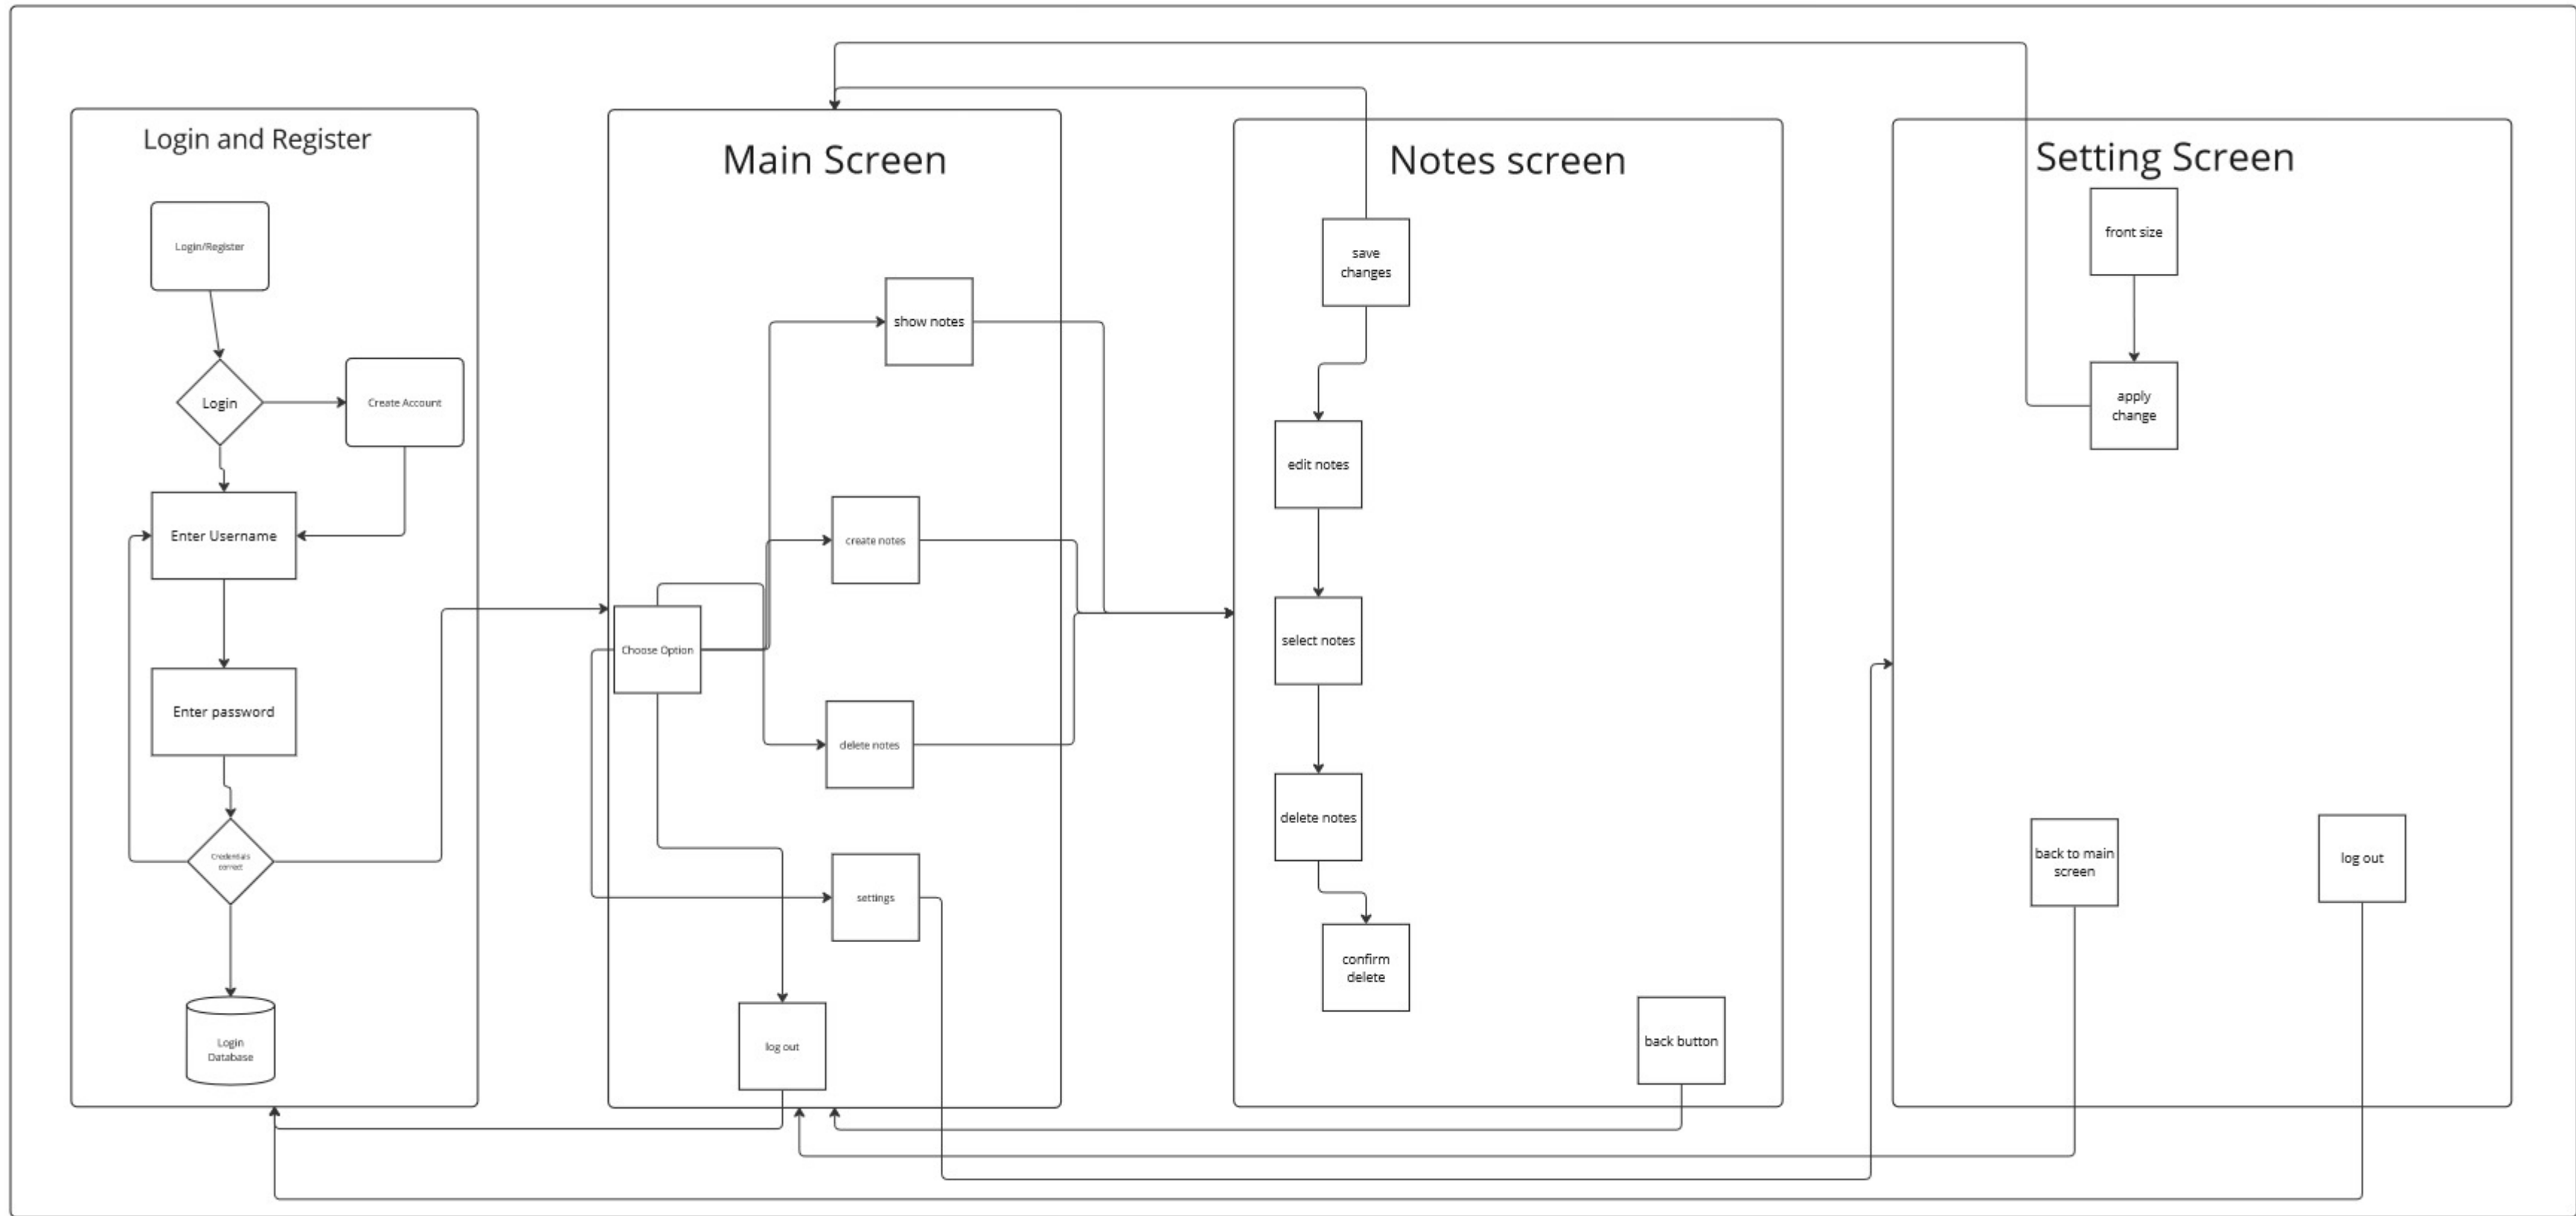 Login and Register
Login/Register
Login
Create Account
Enter Username
Enter password
Credentials
correct
Login
Database
Main Screen
show notes
create notes
Choose Option
delete notes
settings
log out
Notes screen
save
changes
edit notes
select notes
delete notes
confirm
delete
back button
Setting Screen
front size
apply
change
back to main
screen
log out